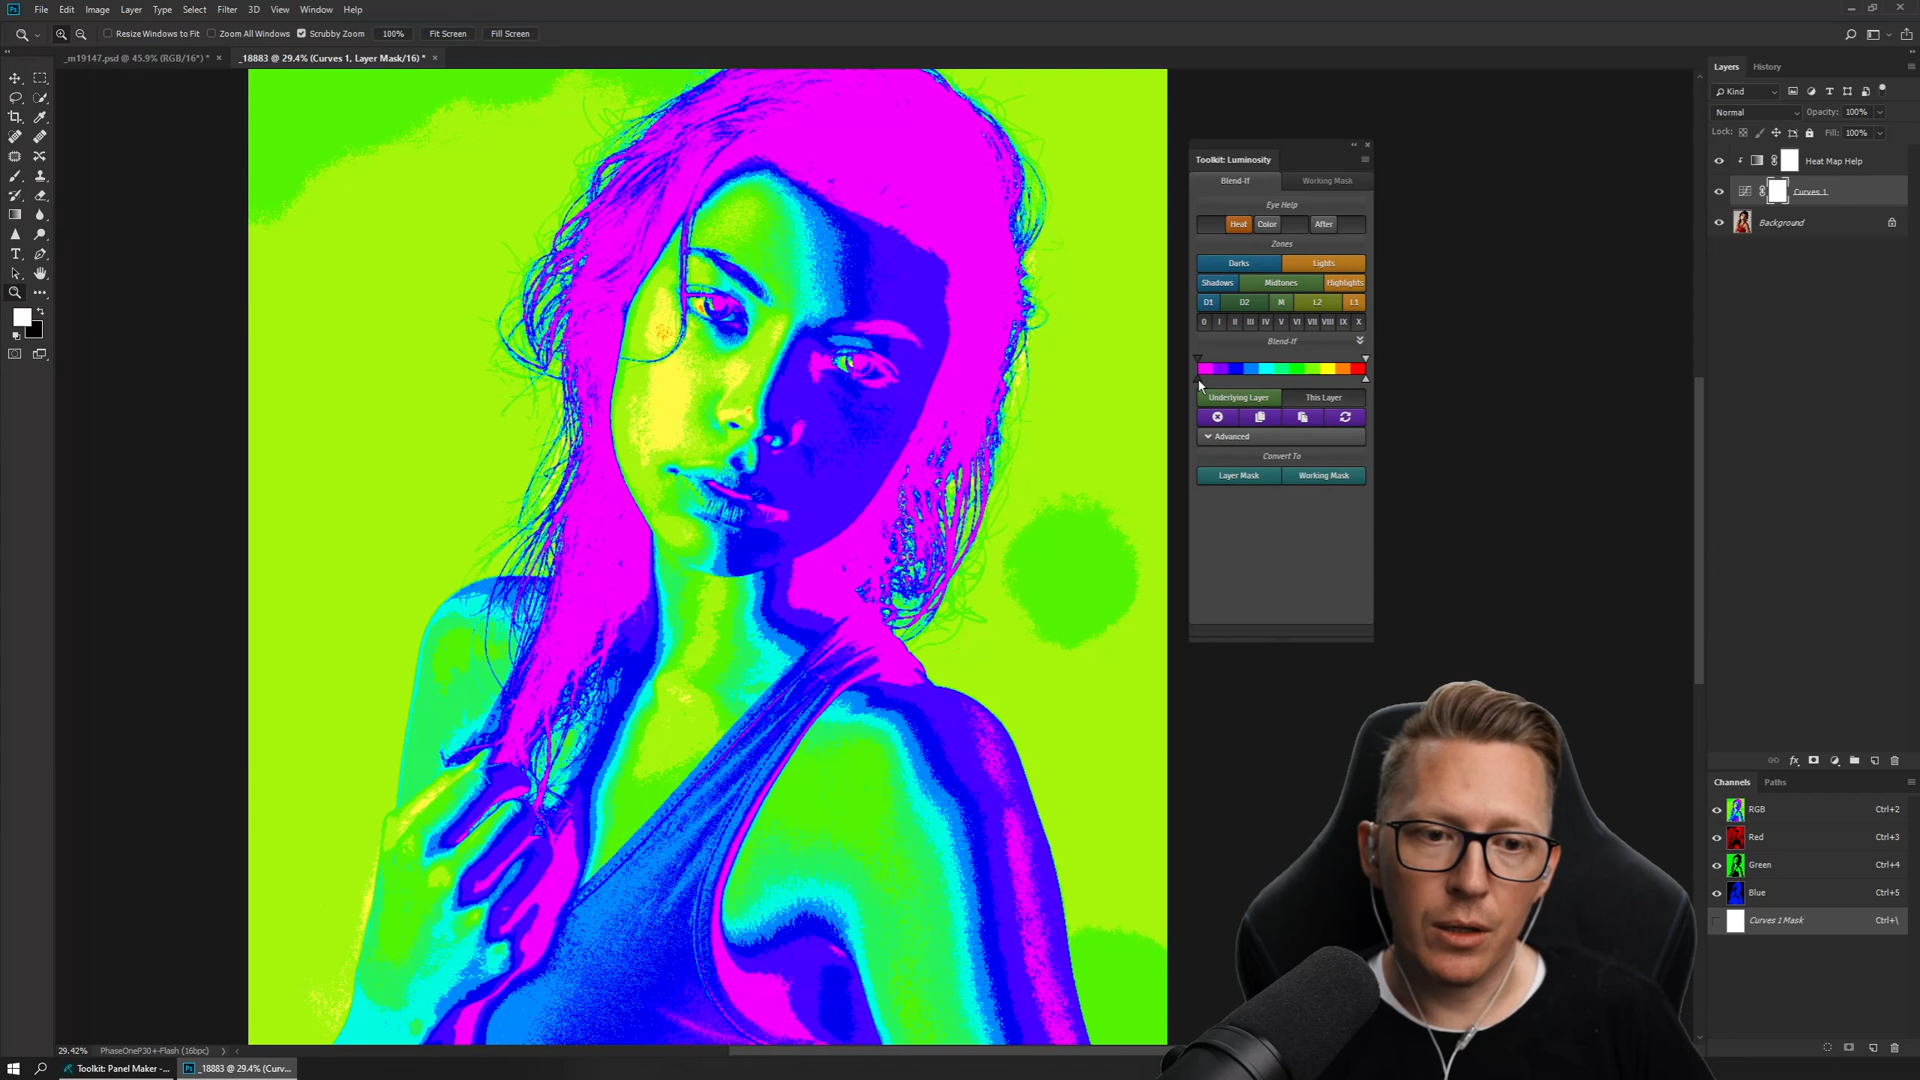 Ps File Edit Image Layer Type Select Filter 3D View Window Help
Resize Windows to Fit Zoom All Windows Scrubby Zoom 100% Fit Screen Fill Screen
_m19147.psd @ 45.9% (RGB/16*) * × _18883 @ 29.4% (Curves 1, Layer Mask/16) * ×
Toolkit: Luminosity
Blend-If Working Mask
Eye Help
Heat Color After
Zones
Darks Lights
Shadows Midtones Highlights
D1 D2 M L2 L1
0 I II III IV V VI VII VIII IX X
Blend-If
Underlying Layer This Layer
Advanced
Convert To
Layer Mask Working Mask
Layers History
Kind
Normal Opacity: 100%
Lock: Fill: 100%
Heat Map Help
Curves 1
Background
fx
Channels Paths
RGB Ctrl+2
Red Ctrl+3
Green Ctrl+4
Blue Ctrl+5
Curves 1 Mask Ctrl+\
29.42% PhaseOneP30+-Flash (16bpc)
Toolkit: Panel Maker -... Ps _18883 @ 29.4% (Curv...